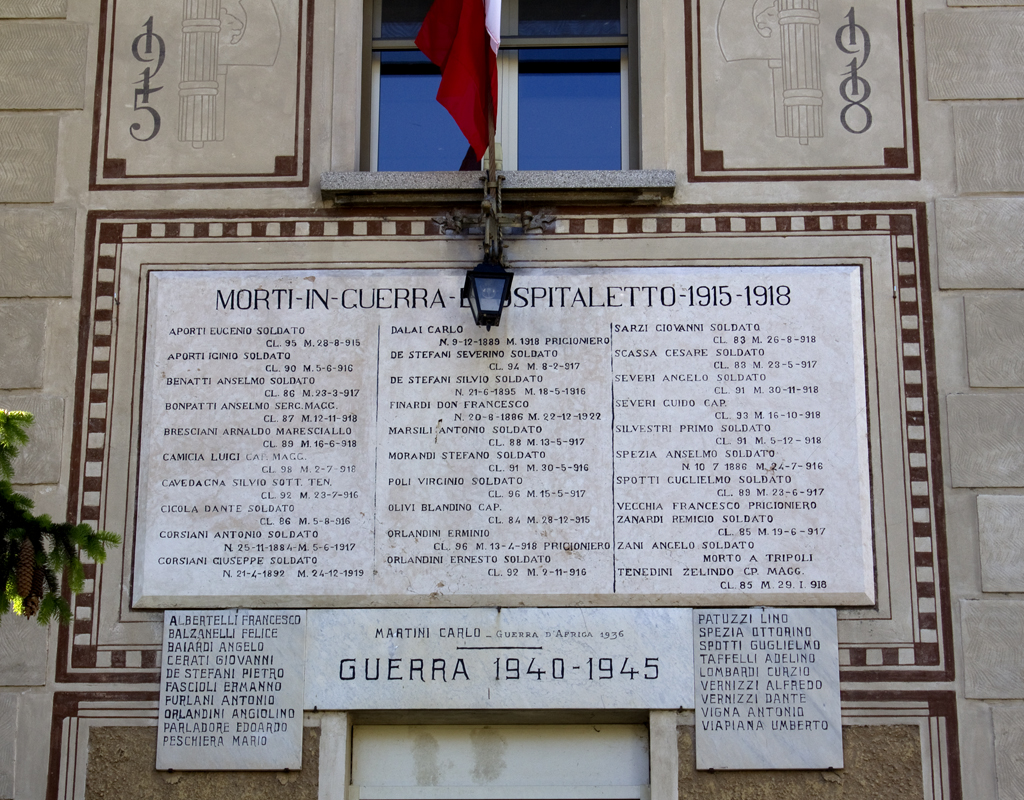 1915
1918
MORTI-IN-GUERRA- OSPITALETTO-1915-1918
APORTI EUGENIO SOLDATO
CL. 95 M. 28-8-915
APORTI IGINIO SOLDATO
CL. 90 M. 5-6-916
BENATTI ANSELMO SOLDATO
CL. 86 M. 23-3-917
BONPATTI ANSELMO SERG. MAGG.
CL. 87 M. 12-11-918
BRESCIANI ARNALDO MARESCIALLO
CL. 89 M. 16-6-918
CAMICIA LUIGI CAP. MAGG.
CL. 98 M. 2-7-918
CAVEDAGNA SILVIO SOTT. TEN.
CL. 92 M. 23-7-916
CICOLA DANTE SOLDATO
CL. 86 M. 5-8-916
CORSIANI ANTONIO SOLDATO
N. 25-11-1884-M. 5-6-1917
CORSIANI GIUSEPPE SOLDATO
N. 21-4-1892 M. 24-12-1919
DALAI CARLO
N. 9-12-1889 M. 1918 PRIGIONIERO
DE STEFANI SEVERINO SOLDATO
CL. 94 M. 8-2-917
DE STEFANI SILVIO SOLDATO
N. 21-6-1895 M. 18-5-1916
FINARDI DON FRANCESCO
N. 20-8-1886 M. 22-12-1922
MARSILI ANTONIO SOLDATO
CL. 88 M. 13-5-917
MORANDI STEFANO SOLDATO
CL. 91 M. 30-5-916
POLI VIRGINIO SOLDATO
CL. 96 M. 15-5-917
OLIVI BLANDINO CAP.
CL. 84 M. 28-12-915
ORLANDINI ERMINIO
CL. 96 M. 13-4-918 PRIGIONIERO
ORLANDINI ERNESTO SOLDATO
CL. 92 M. 2-11-916
SARZI GIOVANNI SOLDATO
CL. 83 M. 26-8-918
SCASSA CESARE SOLDATO
CL. 83 M. 23-5-917
SEVERI ANGELO SOLDATO
CL. 91 M. 30-11-918
SEVERI GUIDO CAP.
CL. 93 M. 16-10-918
SILVESTRI PRIMO SOLDATO
CL. 91 M. 5-12-918
SPEZIA ANSELMO SOLDATO
N. 10 7 1886 M. 24-7-916
SPOTTI GUGLIELMO SOLDATO
CL. 89 M. 23-6-917
VECCHIA FRANCESCO PRIGIONIERO
ZANARDI REMIGIO SOLDATO
CL. 85 M. 19-6-917
ZANI ANGELO SOLDATO
MORTO A TRIPOLI
TENEDINI ZELINDO CP. MAGG.
CL. 85 M. 29. 1. 918
ALBERTELLI FRANCESCO
BALZANELLI FELICE
BAIARDI ANGELO
CERATI GIOVANNI
DE STEFANI PIETRO
FASCIOLI ERMANNO
FURLANI ANTONIO
ORLANDINI ANGIOLINO
PARLADORE EDOARDO
PESCHIERA MARIO
MARTINI CARLO - GUERRA D'AFRICA 1936
GUERRA 1940-1945
PATUZZI LINO
SPEZIA OTTORINO
SPOTTI GUGLIELMO
TAFFELLI ADELINO
LOMBARDI CURZIO
VERNIZZI ALFREDO
VERNIZZI DANTE
VIGNA ANTONIO
VIAPIANA UMBERTO